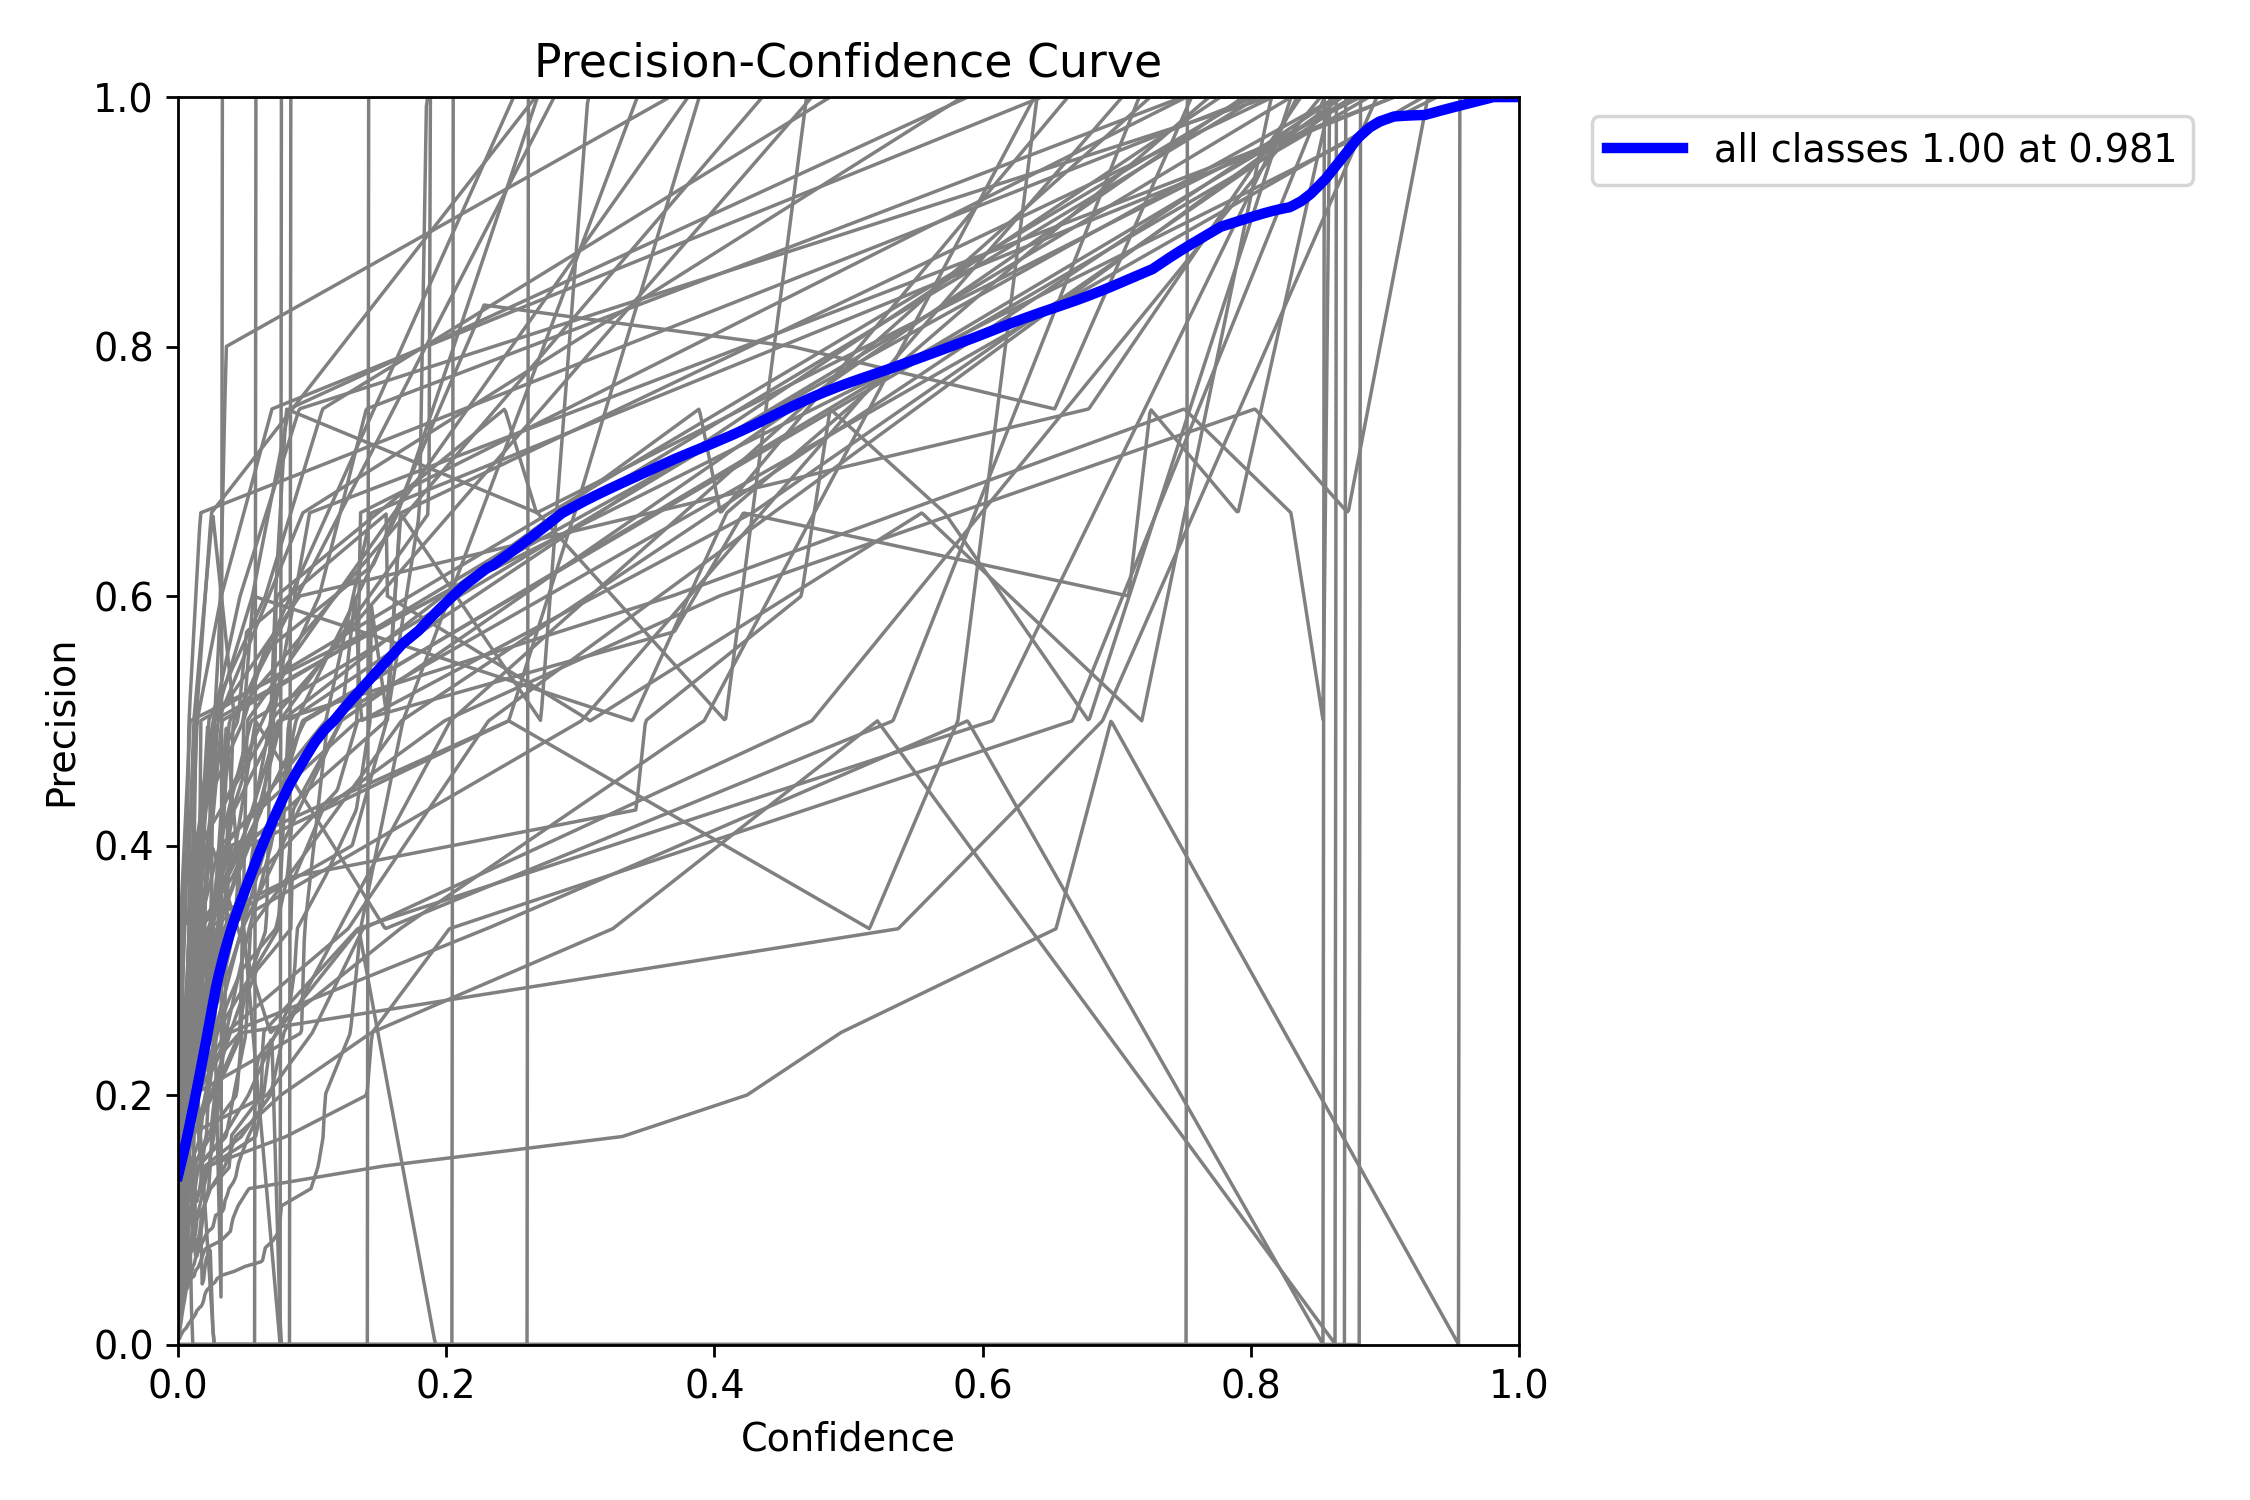 Precision-Confidence Curve
all classes 1.00 at 0.981
1.0
0.8
0.6
0.4
0.2
0.0
Precision
0.0 0.2 0.4 0.6 0.8 1.0
Confidence